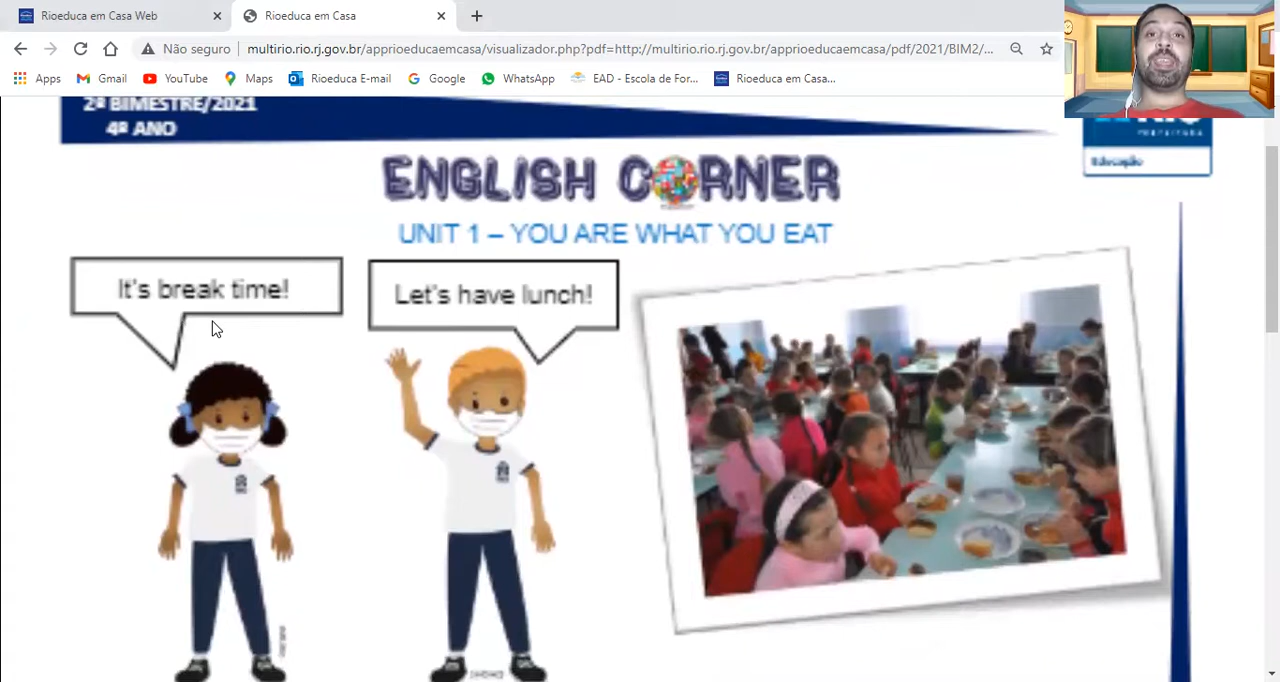 Rioeduca em Casa Web
Rioeduca em Casa
Não seguro
multirio.rio.rj.gov.br/apprioeducaemcasa/visualizador.php?pdf=http://multirio.rio.rj.gov.br/apprioeducaemcasa/pdf/2021/BIM2/...
Apps Gmail YouTube Maps Rioeduca E-mail Google WhatsApp EAD - Escola de For... Rioeduca em Casa...
2º BIMESTRE/2021
4º ANO
PREFEITURA
Educação
ENGLISH CORNER
UNIT 1 – YOU ARE WHAT YOU EAT
It's break time!
Let's have lunch!